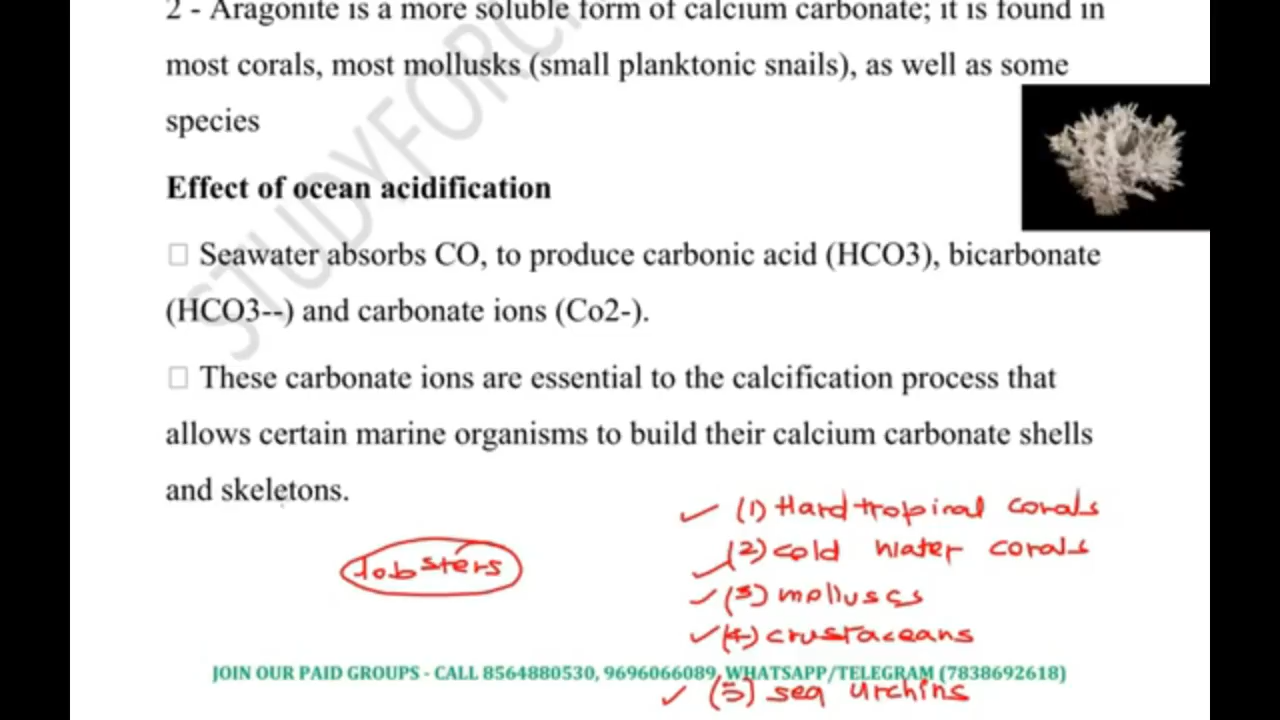 2 - Aragonite is a more soluble form of calcium carbonate; it is found in
most corals, most mollusks (small planktonic snails), as well as some
species
Effect of ocean acidification
□ Seawater absorbs CO, to produce carbonic acid (HCO3), bicarbonate
(HCO3--) and carbonate ions (Co2-).
□ These carbonate ions are essential to the calcification process that
allows certain marine organisms to build their calcium carbonate shells
and skeletons.
✓ (1) Hard tropinal corals
✓ (2) cold water corals
lobsters
✓ (3) molluscs
✓ (4) crustaceans
JOIN OUR PAID GROUPS - CALL 8564880530, 9696066089, WHATSAPP/TELEGRAM (7838692618)
✓ (5) sea urchins
STUDYFORC